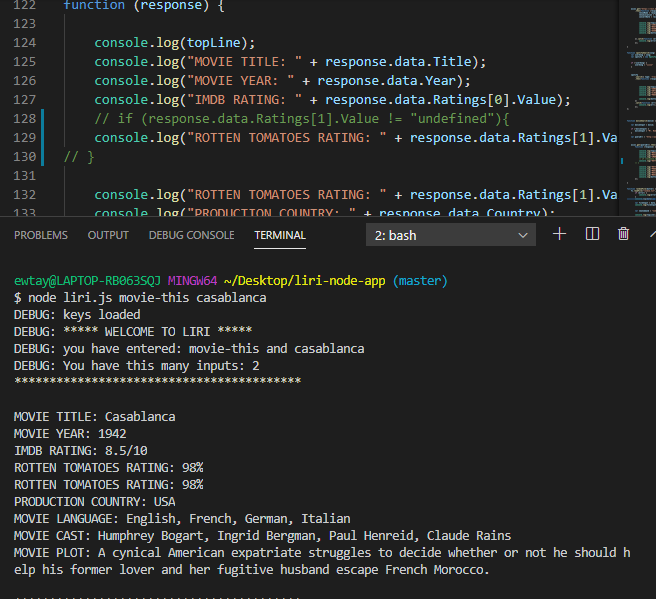 122 function (response) {
123
124 console.log(topLine);
125 console.log("MOVIE TITLE: " + response.data.Title);
126 console.log("MOVIE YEAR: " + response.data.Year);
127 console.log("IMDB RATING: " + response.data.Ratings[0].Value);
128 // if (response.data.Ratings[1].Value != "undefined"){
129 console.log("ROTTEN TOMATOES RATING: " + response.data.Ratings[1].Va
130 // }
131
132 console.log("ROTTEN TOMATOES RATING: " + response.data.Ratings[1].Va
133 console.log("PRODUCTION COUNTRY: " + response.data.Country);
PROBLEMS OUTPUT DEBUG CONSOLE TERMINAL 2: bash
ewtay@LAPTOP-RB063SQJ MINGW64 ~/Desktop/liri-node-app (master)
$ node liri.js movie-this casablanca
DEBUG: keys loaded
DEBUG: ***** WELCOME TO LIRI *****
DEBUG: you have entered: movie-this and casablanca
DEBUG: You have this many inputs: 2
*****************************************
MOVIE TITLE: Casablanca
MOVIE YEAR: 1942
IMDB RATING: 8.5/10
ROTTEN TOMATOES RATING: 98%
ROTTEN TOMATOES RATING: 98%
PRODUCTION COUNTRY: USA
MOVIE LANGUAGE: English, French, German, Italian
MOVIE CAST: Humphrey Bogart, Ingrid Bergman, Paul Henreid, Claude Rains
MOVIE PLOT: A cynical American expatriate struggles to decide whether or not he should h
elp his former lover and her fugitive husband escape French Morocco.
*****************************************